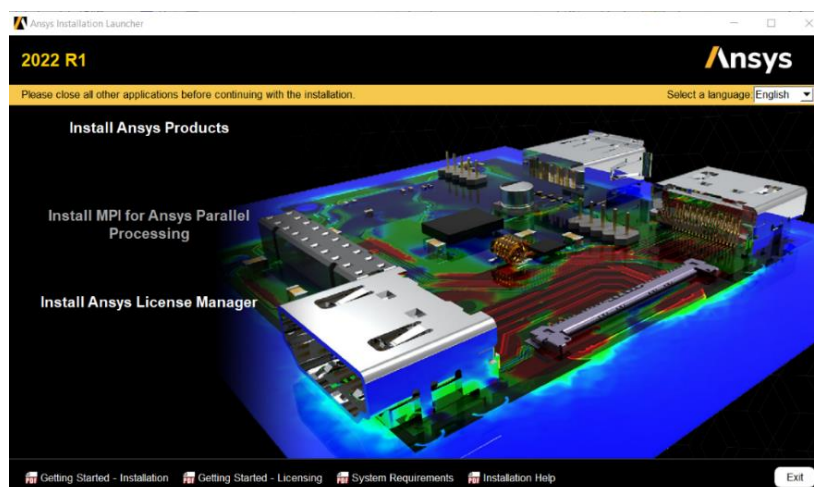 Ansys Installation Launcher
2022 R1
Ansys
Please close all other applications before continuing with the installation.
Select a language: English
Install Ansys Products
Install MPI for Ansys Parallel
Processing
Install Ansys License Manager
Getting Started - Installation
Getting Started - Licensing
System Requirements
Installation Help
Exit